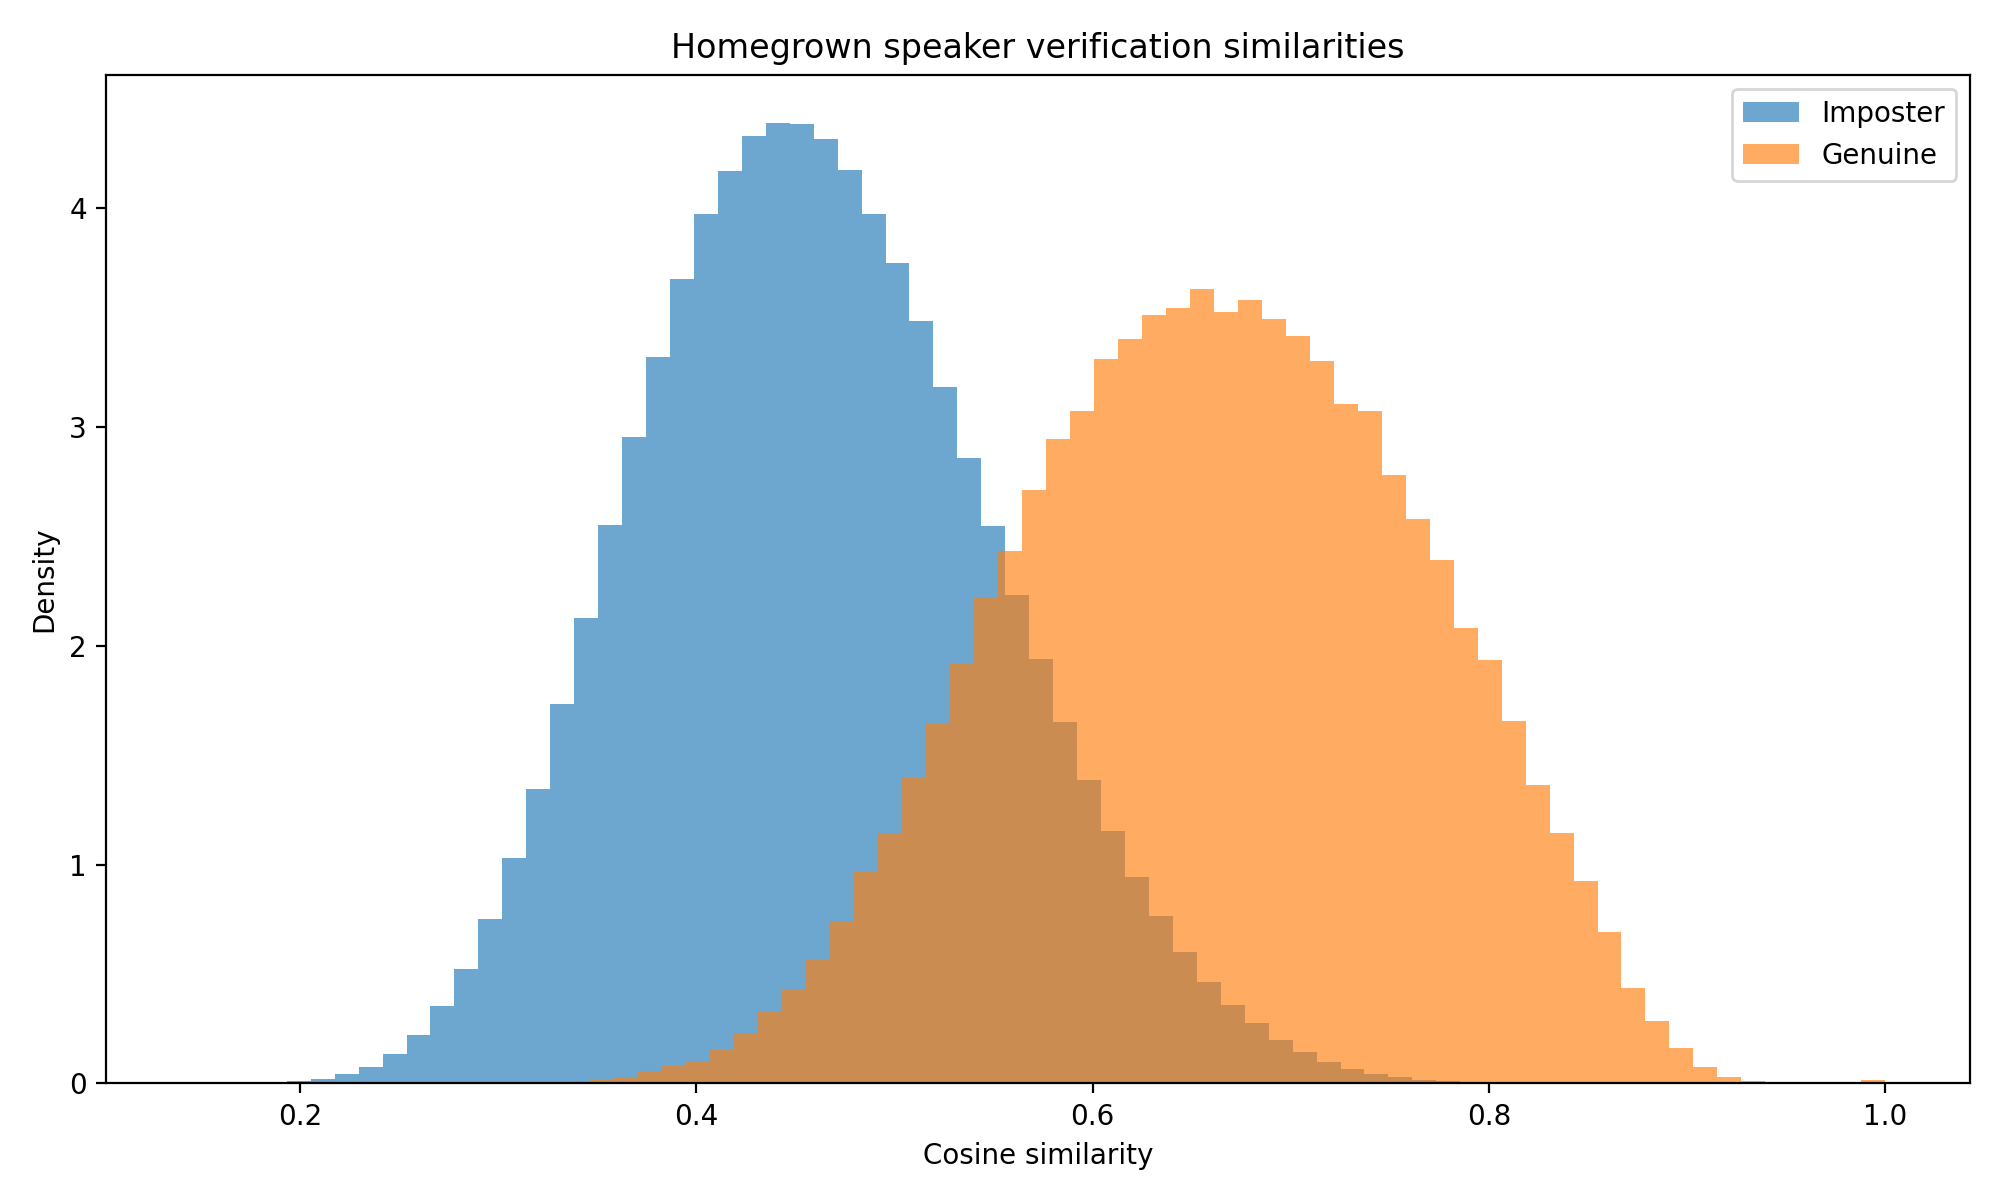 Homegrown speaker verification similarities
Imposter
Genuine
4
3
2
1
0
Density
0.2 0.4 0.6 0.8 1.0
Cosine similarity